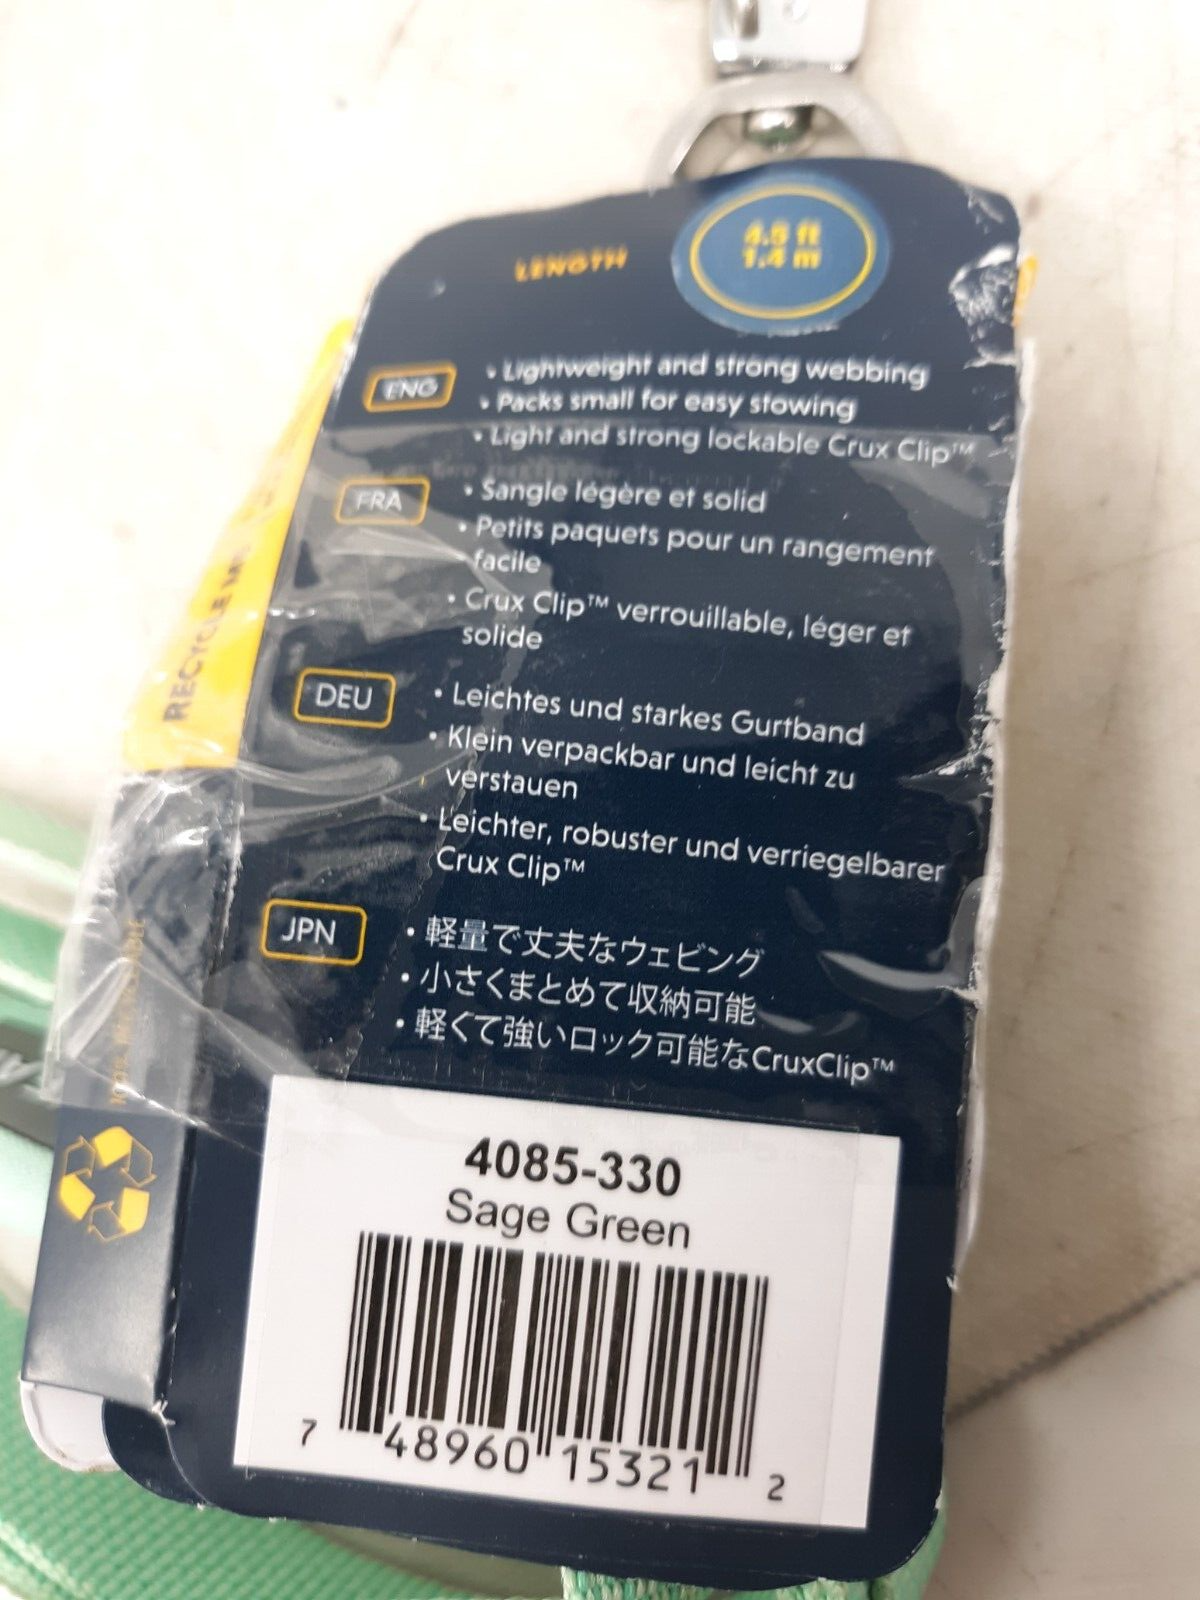 LENGTH
4.5 ft
1.4 m
ENG
• Lightweight and strong webbing
• Packs small for easy stowing
• Light and strong lockable Crux Clip™
FRA
• Sangle légère et solid
• Petits paquets pour un rangement
facile
• Crux Clip™ verrouillable, léger et
solide
DEU
• Leichtes und starkes Gurtband
• Klein verpackbar und leicht zu
verstauen
• Leichter, robuster und verriegelbarer
Crux Clip™
JPN
• 軽量で丈夫なウェビング
• 小さくまとめて収納可能
• 軽くて強いロック可能なCruxClip™
RECYCLE ME
4085-330
Sage Green
7 48960 15321 2